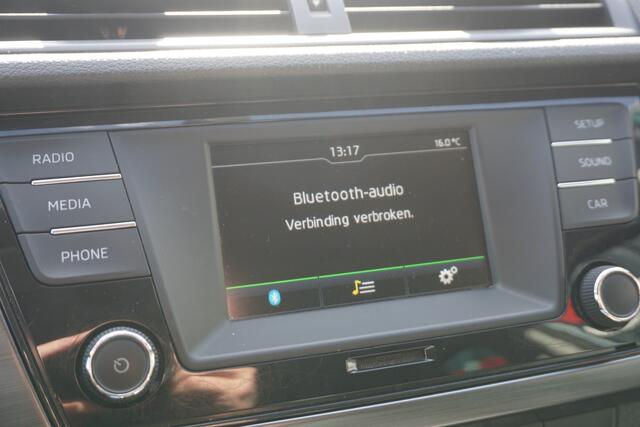 RADIO
MEDIA
PHONE
13:17
16.0°C
Bluetooth-audio
Verbinding verbroken.
SETUP
SOUND
CAR